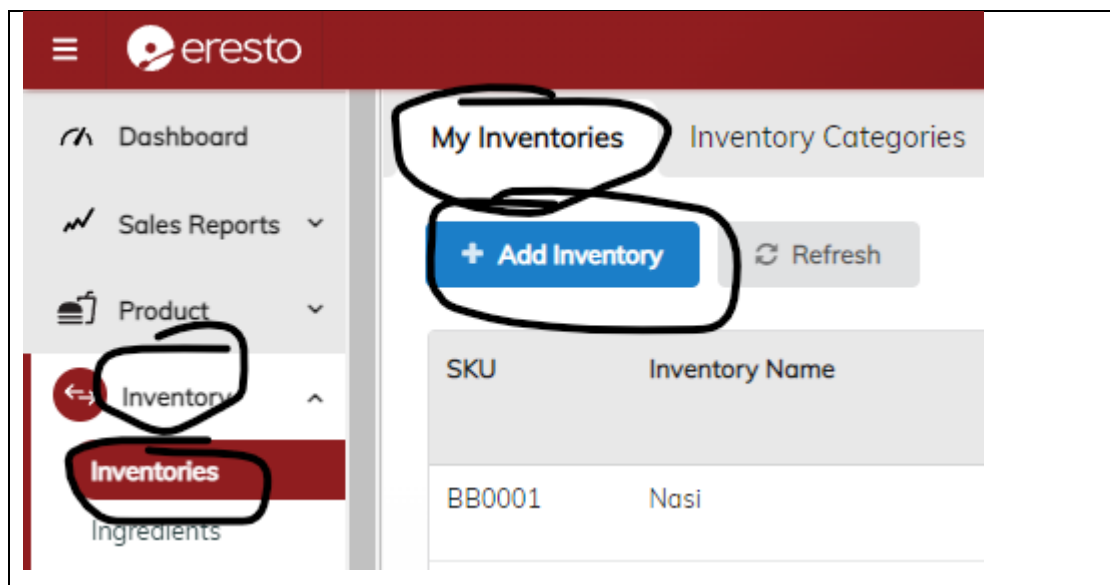 eresto
Dashboard
Sales Reports
Product
Inventory
Inventories
Ingredients
My Inventories Inventory Categories
+ Add Inventory Refresh
SKU Inventory Name
BB0001 Nasi